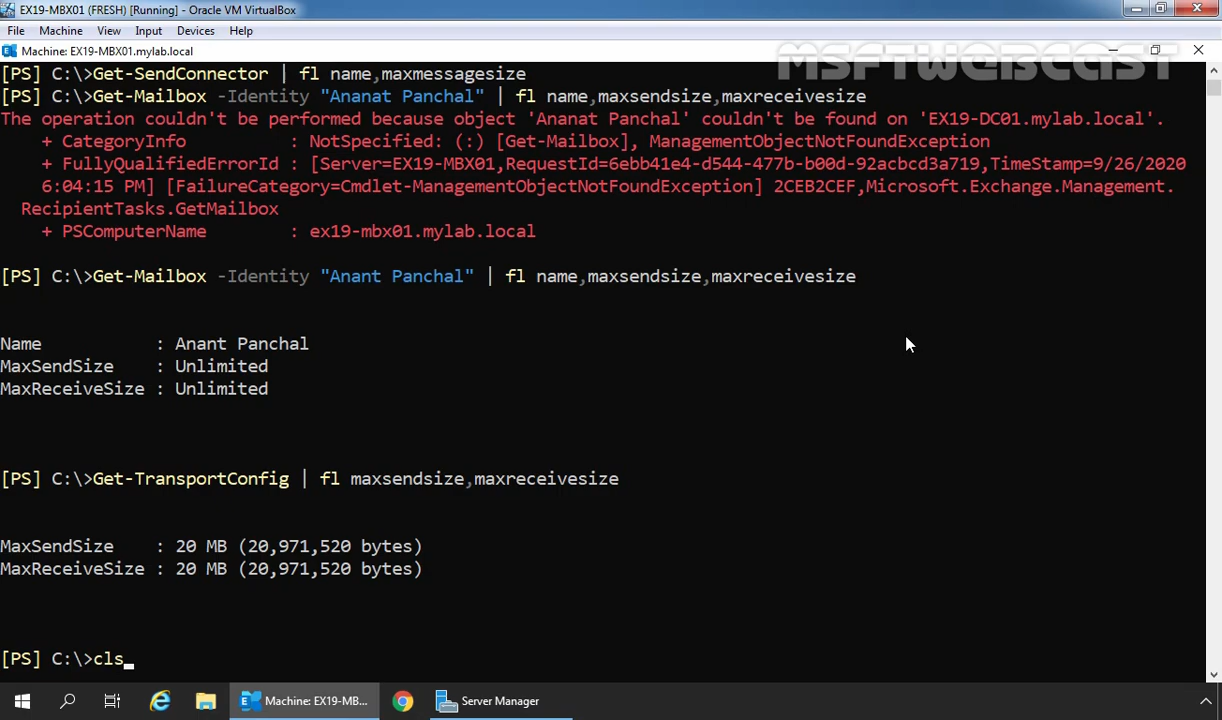 EX19-MBX01 (FRESH) [Running] - Oracle VM VirtualBox
File Machine View Input Devices Help
Machine: EX19-MBX01.mylab.local
MSFTWEBCAST
[PS] C:\>Get-SendConnector | fl name,maxmessagesize
[PS] C:\>Get-Mailbox -Identity "Ananat Panchal" | fl name,maxsendsize,maxreceivesize
The operation couldn't be performed because object 'Ananat Panchal' couldn't be found on 'EX19-DC01.mylab.local'.
+ CategoryInfo : NotSpecified: (:) [Get-Mailbox], ManagementObjectNotFoundException
+ FullyQualifiedErrorId : [Server=EX19-MBX01,RequestId=6ebb41e4-d544-477b-b00d-92acbcd3a719,TimeStamp=9/26/2020
6:04:15 PM] [FailureCategory=Cmdlet-ManagementObjectNotFoundException] 2CEB2CEF,Microsoft.Exchange.Management.
RecipientTasks.GetMailbox
+ PSComputerName : ex19-mbx01.mylab.local
[PS] C:\>Get-Mailbox -Identity "Anant Panchal" | fl name,maxsendsize,maxreceivesize
Name : Anant Panchal
MaxSendSize : Unlimited
MaxReceiveSize : Unlimited
[PS] C:\>Get-TransportConfig | fl maxsendsize,maxreceivesize
MaxSendSize : 20 MB (20,971,520 bytes)
MaxReceiveSize : 20 MB (20,971,520 bytes)
[PS] C:\>cls_
Machine: EX19-MB... Server Manager